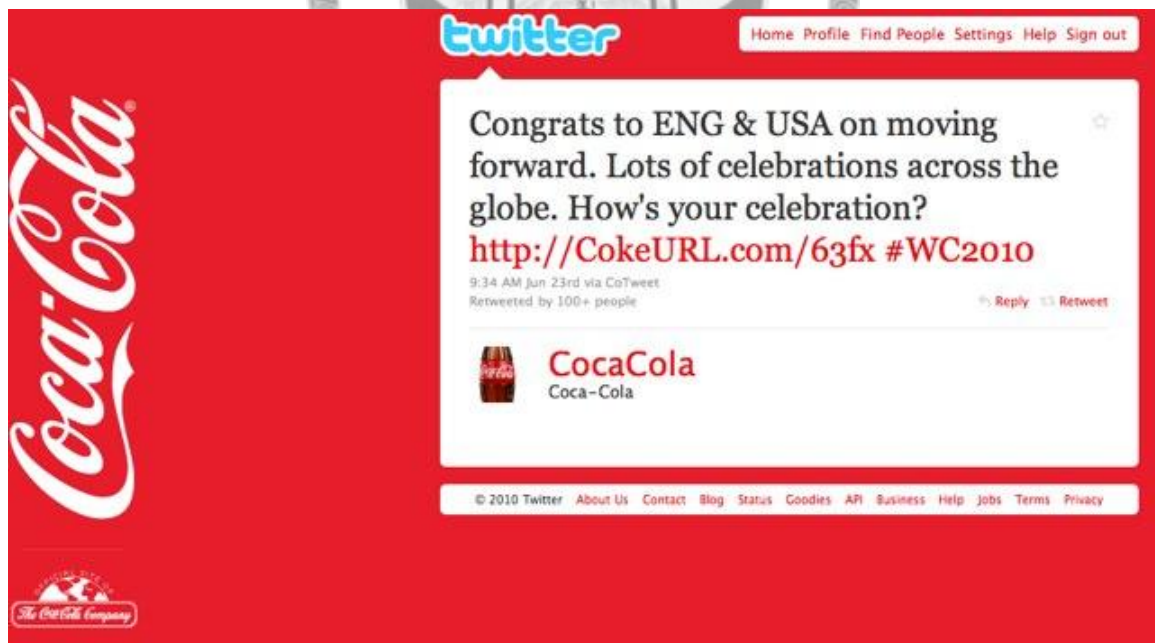 twitter
Home Profile Find People Settings Help Sign out
Coca-Cola
Congrats to ENG & USA on moving
forward. Lots of celebrations across the
globe. How's your celebration?
http://CokeURL.com/63fx #WC2010
9:34 AM Jun 23rd via CoTweet
Retweeted by 100+ people
Reply Retweet
CocaCola
Coca-Cola
© 2010 Twitter About Us Contact Blog Status Goodies API Business Help Jobs Terms Privacy
OFFICIAL SITE OF
The Coca-Cola Company